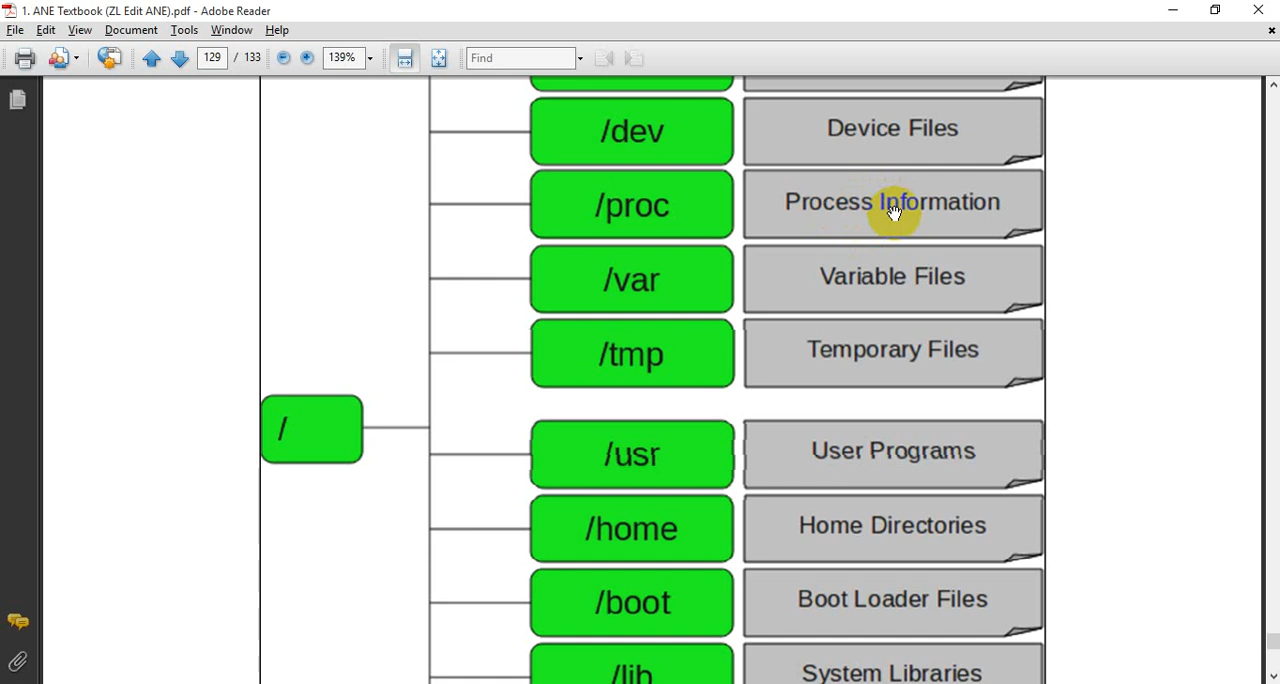 1. ANE Textbook (ZL Edit ANE).pdf - Adobe Reader
File Edit View Document Tools Window Help
129 / 133 139% Find
/dev Device Files
/proc Process Information
/var Variable Files
/tmp Temporary Files
/
/usr User Programs
/home Home Directories
/boot Boot Loader Files
/lib System Libraries